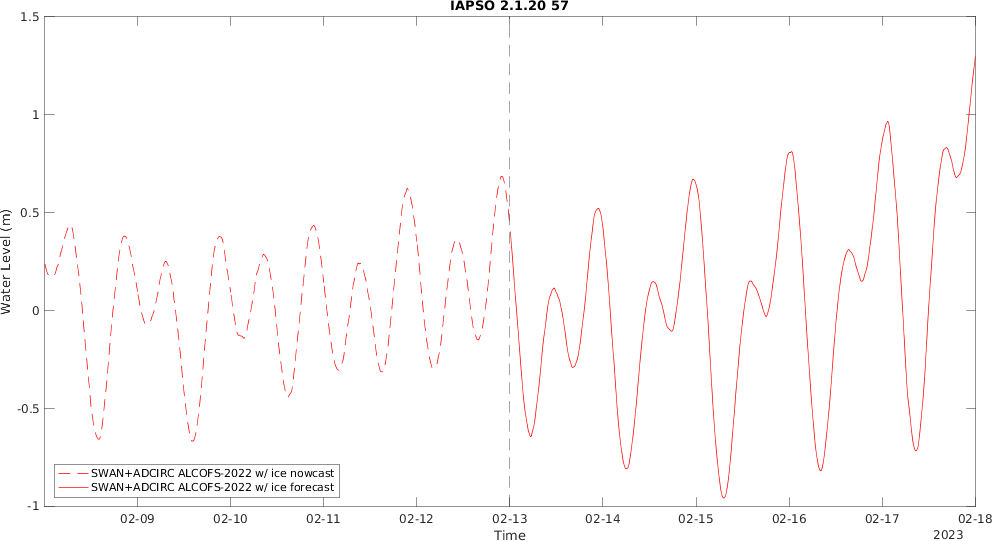 IAPSO 2.1.20 57
1.5
1
0.5
0
-0.5
-1
Water Level (m)
SWAN+ADCIRC ALCOFS-2022 w/ ice nowcast
SWAN+ADCIRC ALCOFS-2022 w/ ice forecast
02-09 02-10 02-11 02-12 02-13 02-14 02-15 02-16 02-17 02-18
Time
2023